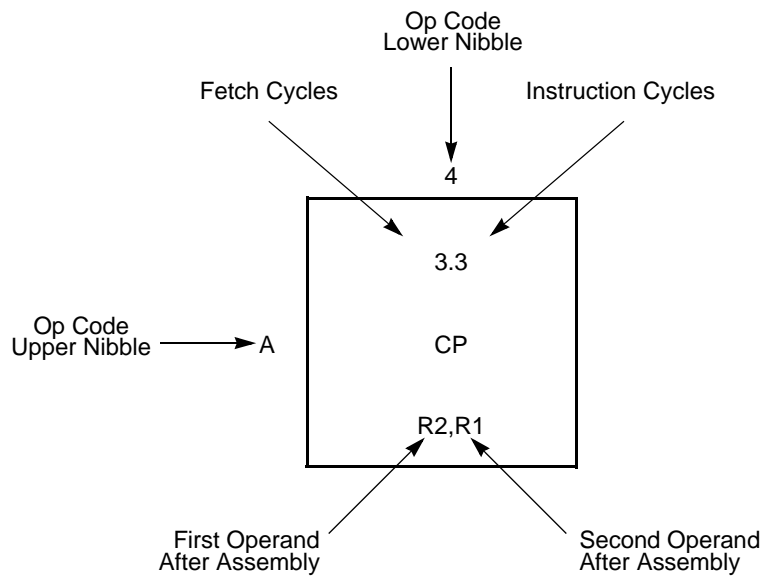 Op Code
Lower Nibble
Fetch Cycles
Instruction Cycles
4
3.3
Op Code
Upper Nibble
A
CP
R2,R1
First Operand
After Assembly
Second Operand
After Assembly